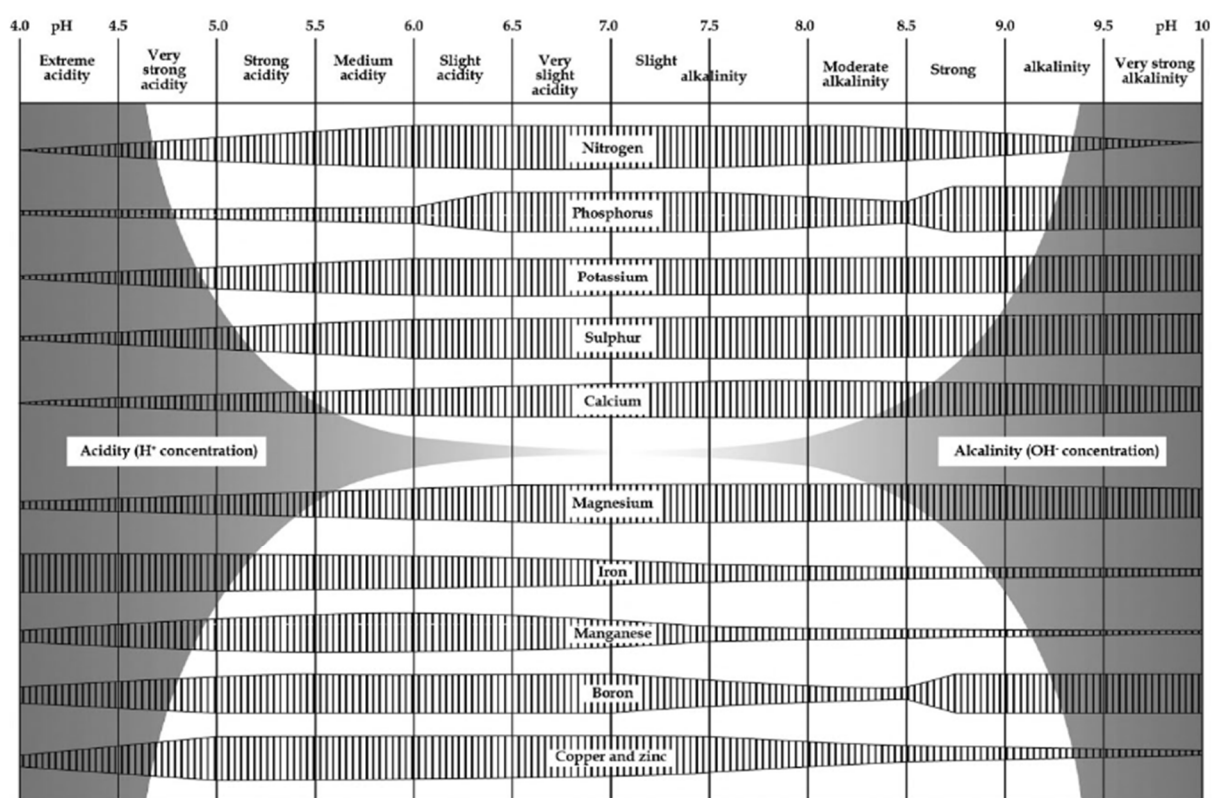 4.0 pH 4.5 5.0 5.5 6.0 6.5 7.0 7.5 8.0 8.5 9.0 9.5 pH 10
Extreme
acidity
Very
strong
acidity
Strong
acidity
Medium
acidity
Slight
acidity
Very
slight
acidity
Slight
alkalinity
Moderate
alkalinity
Strong
alkalinity
Very strong
alkalinity
Nitrogen
Phosphorus
Potassium
Sulphur
Calcium
Acidity (H⁺ concentration)
Alcalinity (OH⁻ concentration)
Magnesium
Iron
Manganese
Boron
Copper and zinc